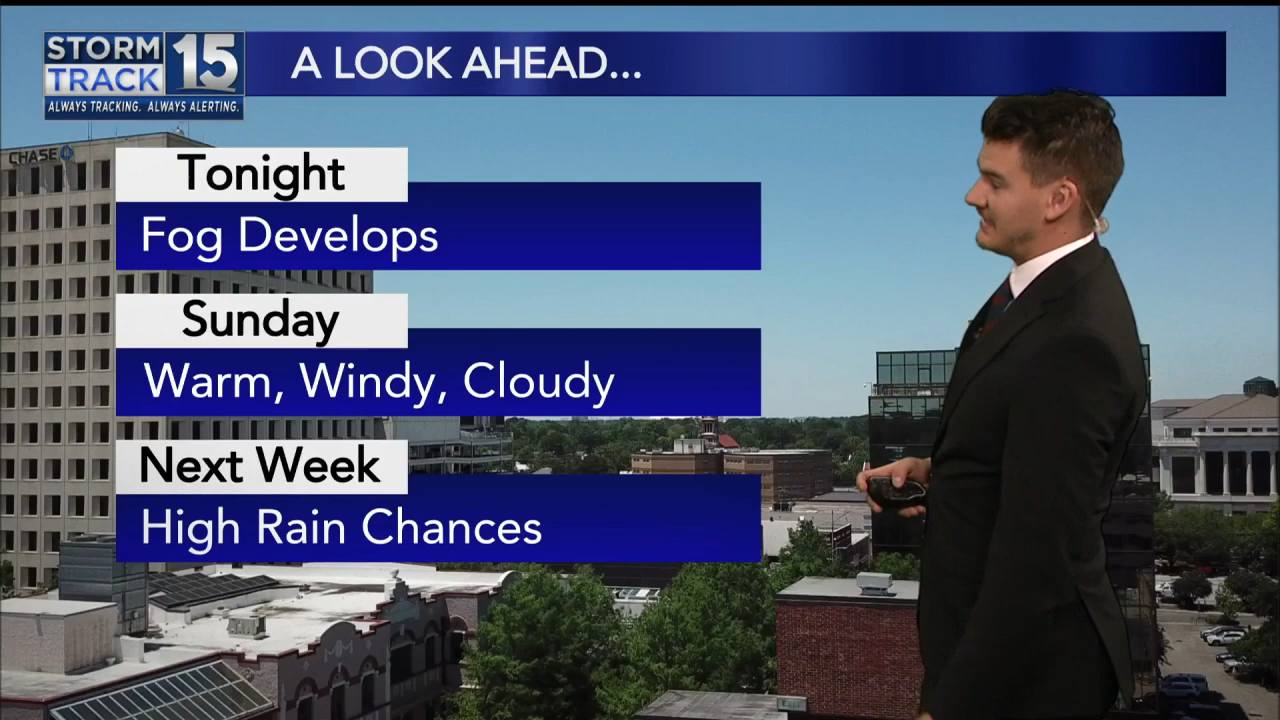 STORM
TRACK
15
ALWAYS TRACKING. ALWAYS ALERTING.
A LOOK AHEAD...
CHASE
Tonight
Fog Develops
Sunday
Warm, Windy, Cloudy
Next Week
High Rain Chances